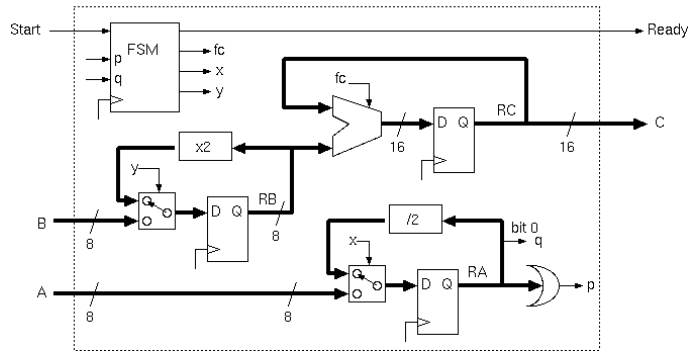 Start
Ready
FSM
fc
p
x
q
y
fc
D Q
RC
16
16
C
x2
y
B
8
D Q
RB
8
/2
bit 0
q
x
A
8
8
D Q
RA
p